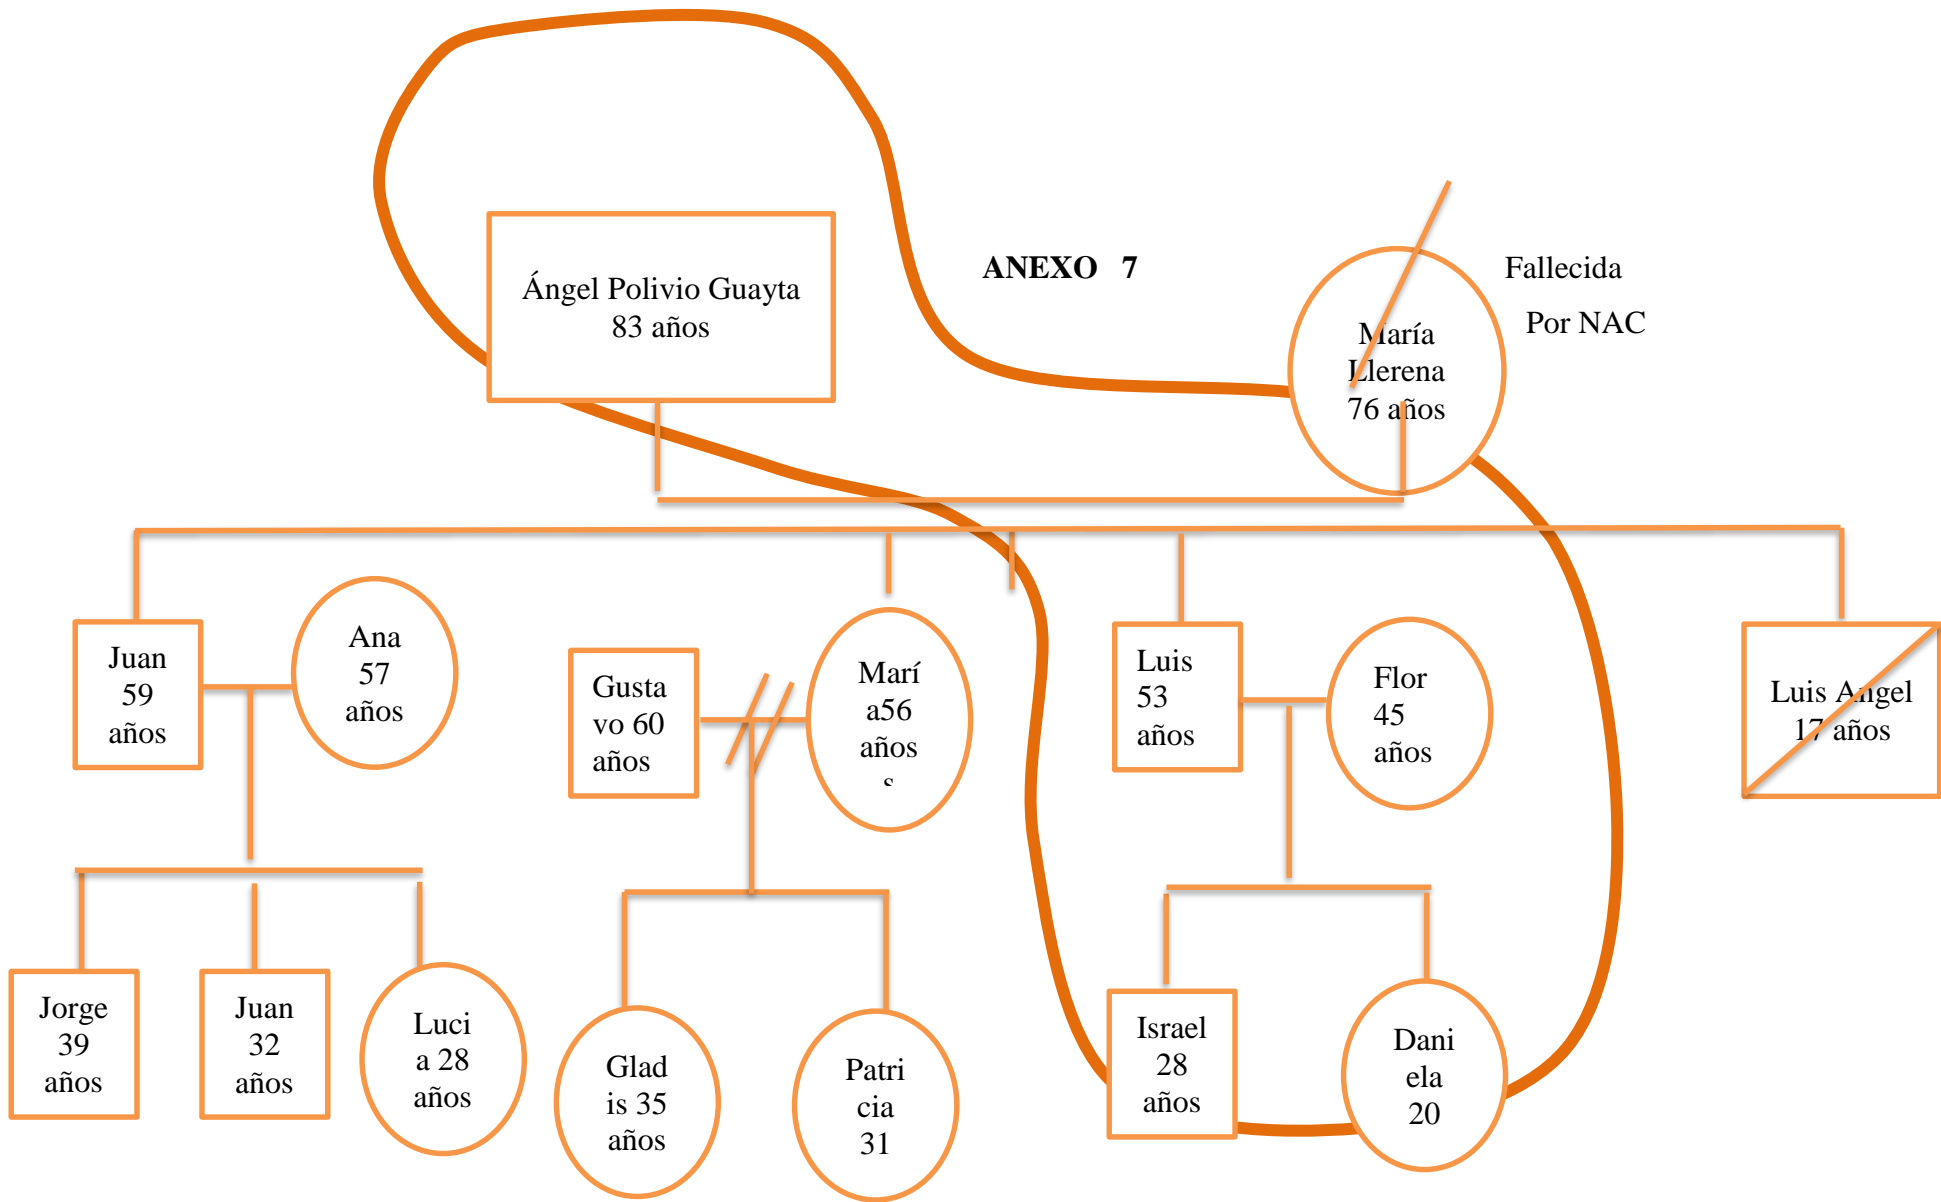 ANEXO 7
Ángel Polivio Guayta
83 años
María
Llerena
76 años
Fallecida
Por NAC
Juan
59
años
Ana
57
años
Gusta
vo 60
años
Marí
a56
años
s
Luis
53
años
Flor
45
años
Luis Angel
17 años
Jorge
39
años
Juan
32
años
Luci
a 28
años
Glad
is 35
años
Patri
cia
31
Israel
28
años
Dani
ela
20